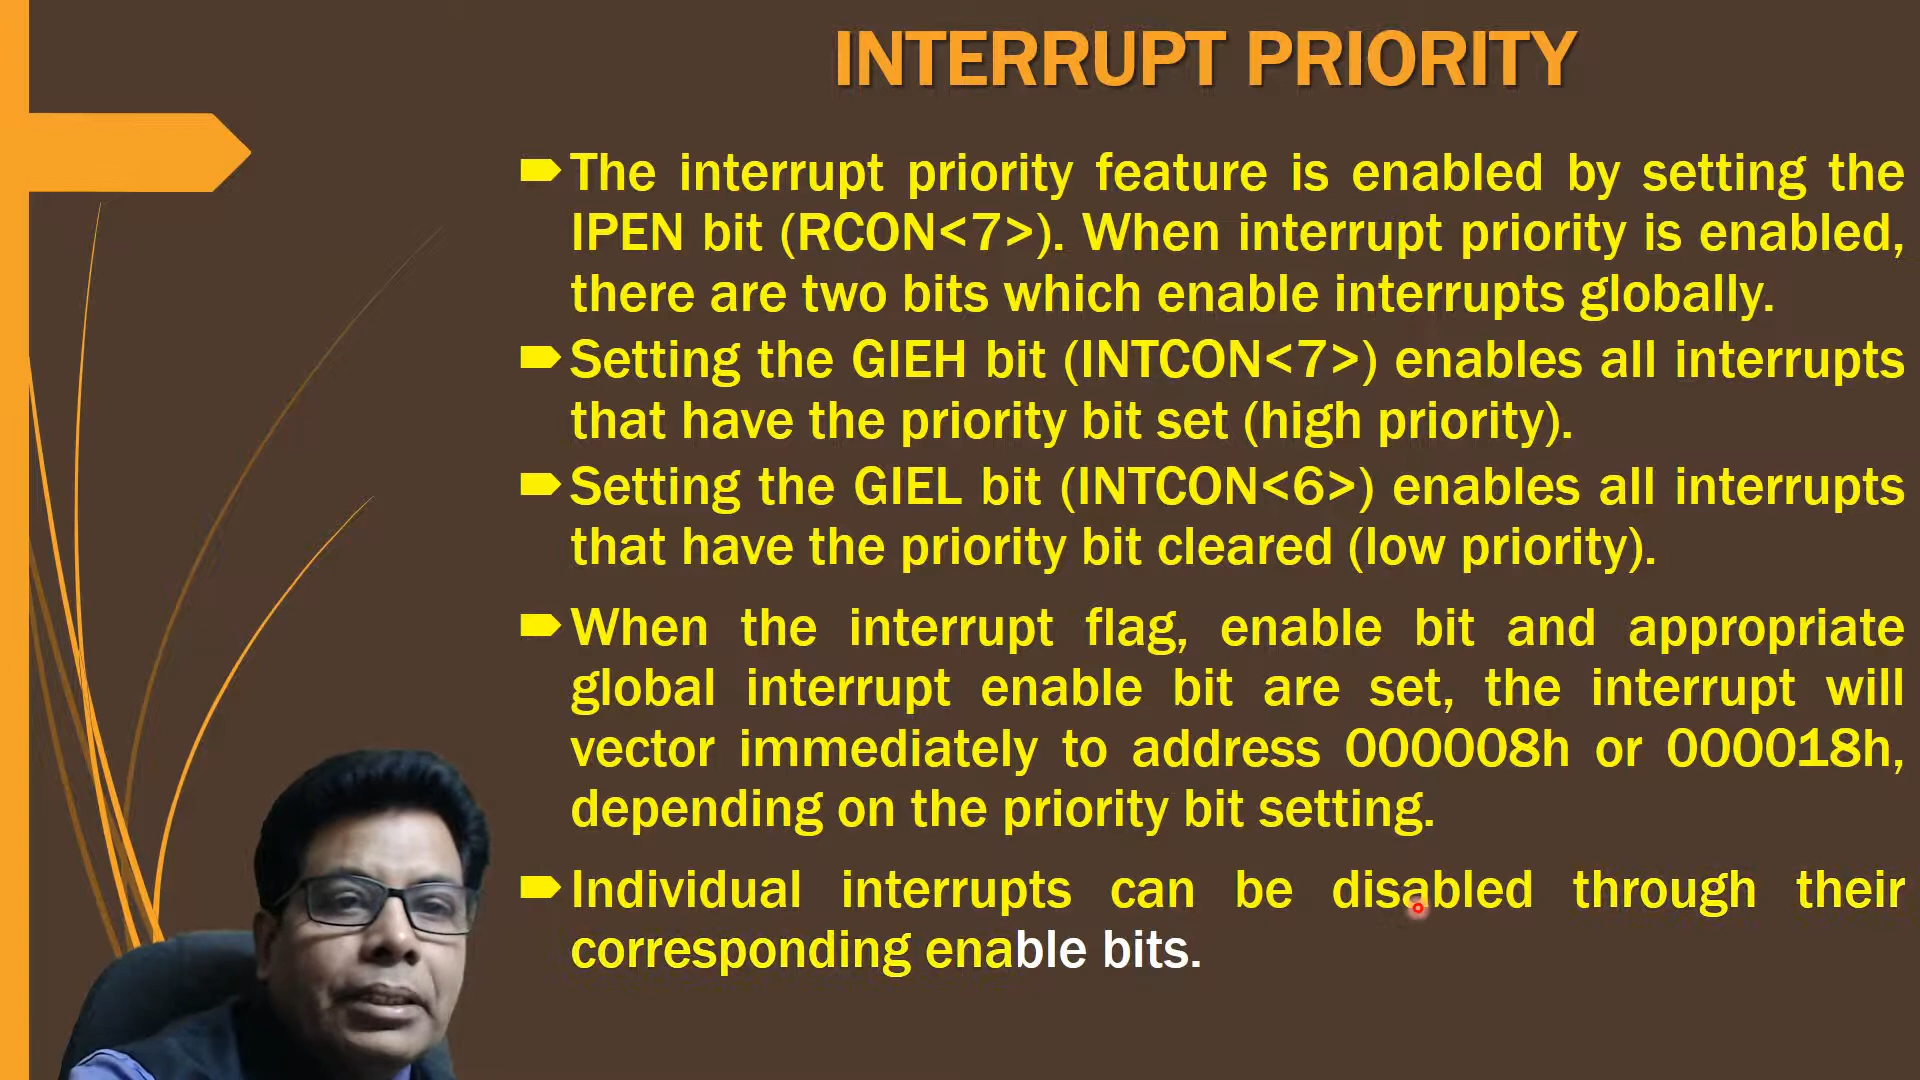 INTERRUPT PRIORITY
The interrupt priority feature is enabled by setting the
IPEN bit (RCON<7>). When interrupt priority is enabled,
there are two bits which enable interrupts globally.
Setting the GIEH bit (INTCON<7>) enables all interrupts
that have the priority bit set (high priority).
Setting the GIEL bit (INTCON<6>) enables all interrupts
that have the priority bit cleared (low priority).
When the interrupt flag, enable bit and appropriate
global interrupt enable bit are set, the interrupt will
vector immediately to address 000008h or 000018h,
depending on the priority bit setting.
Individual interrupts can be disabled through their
corresponding enable bits.